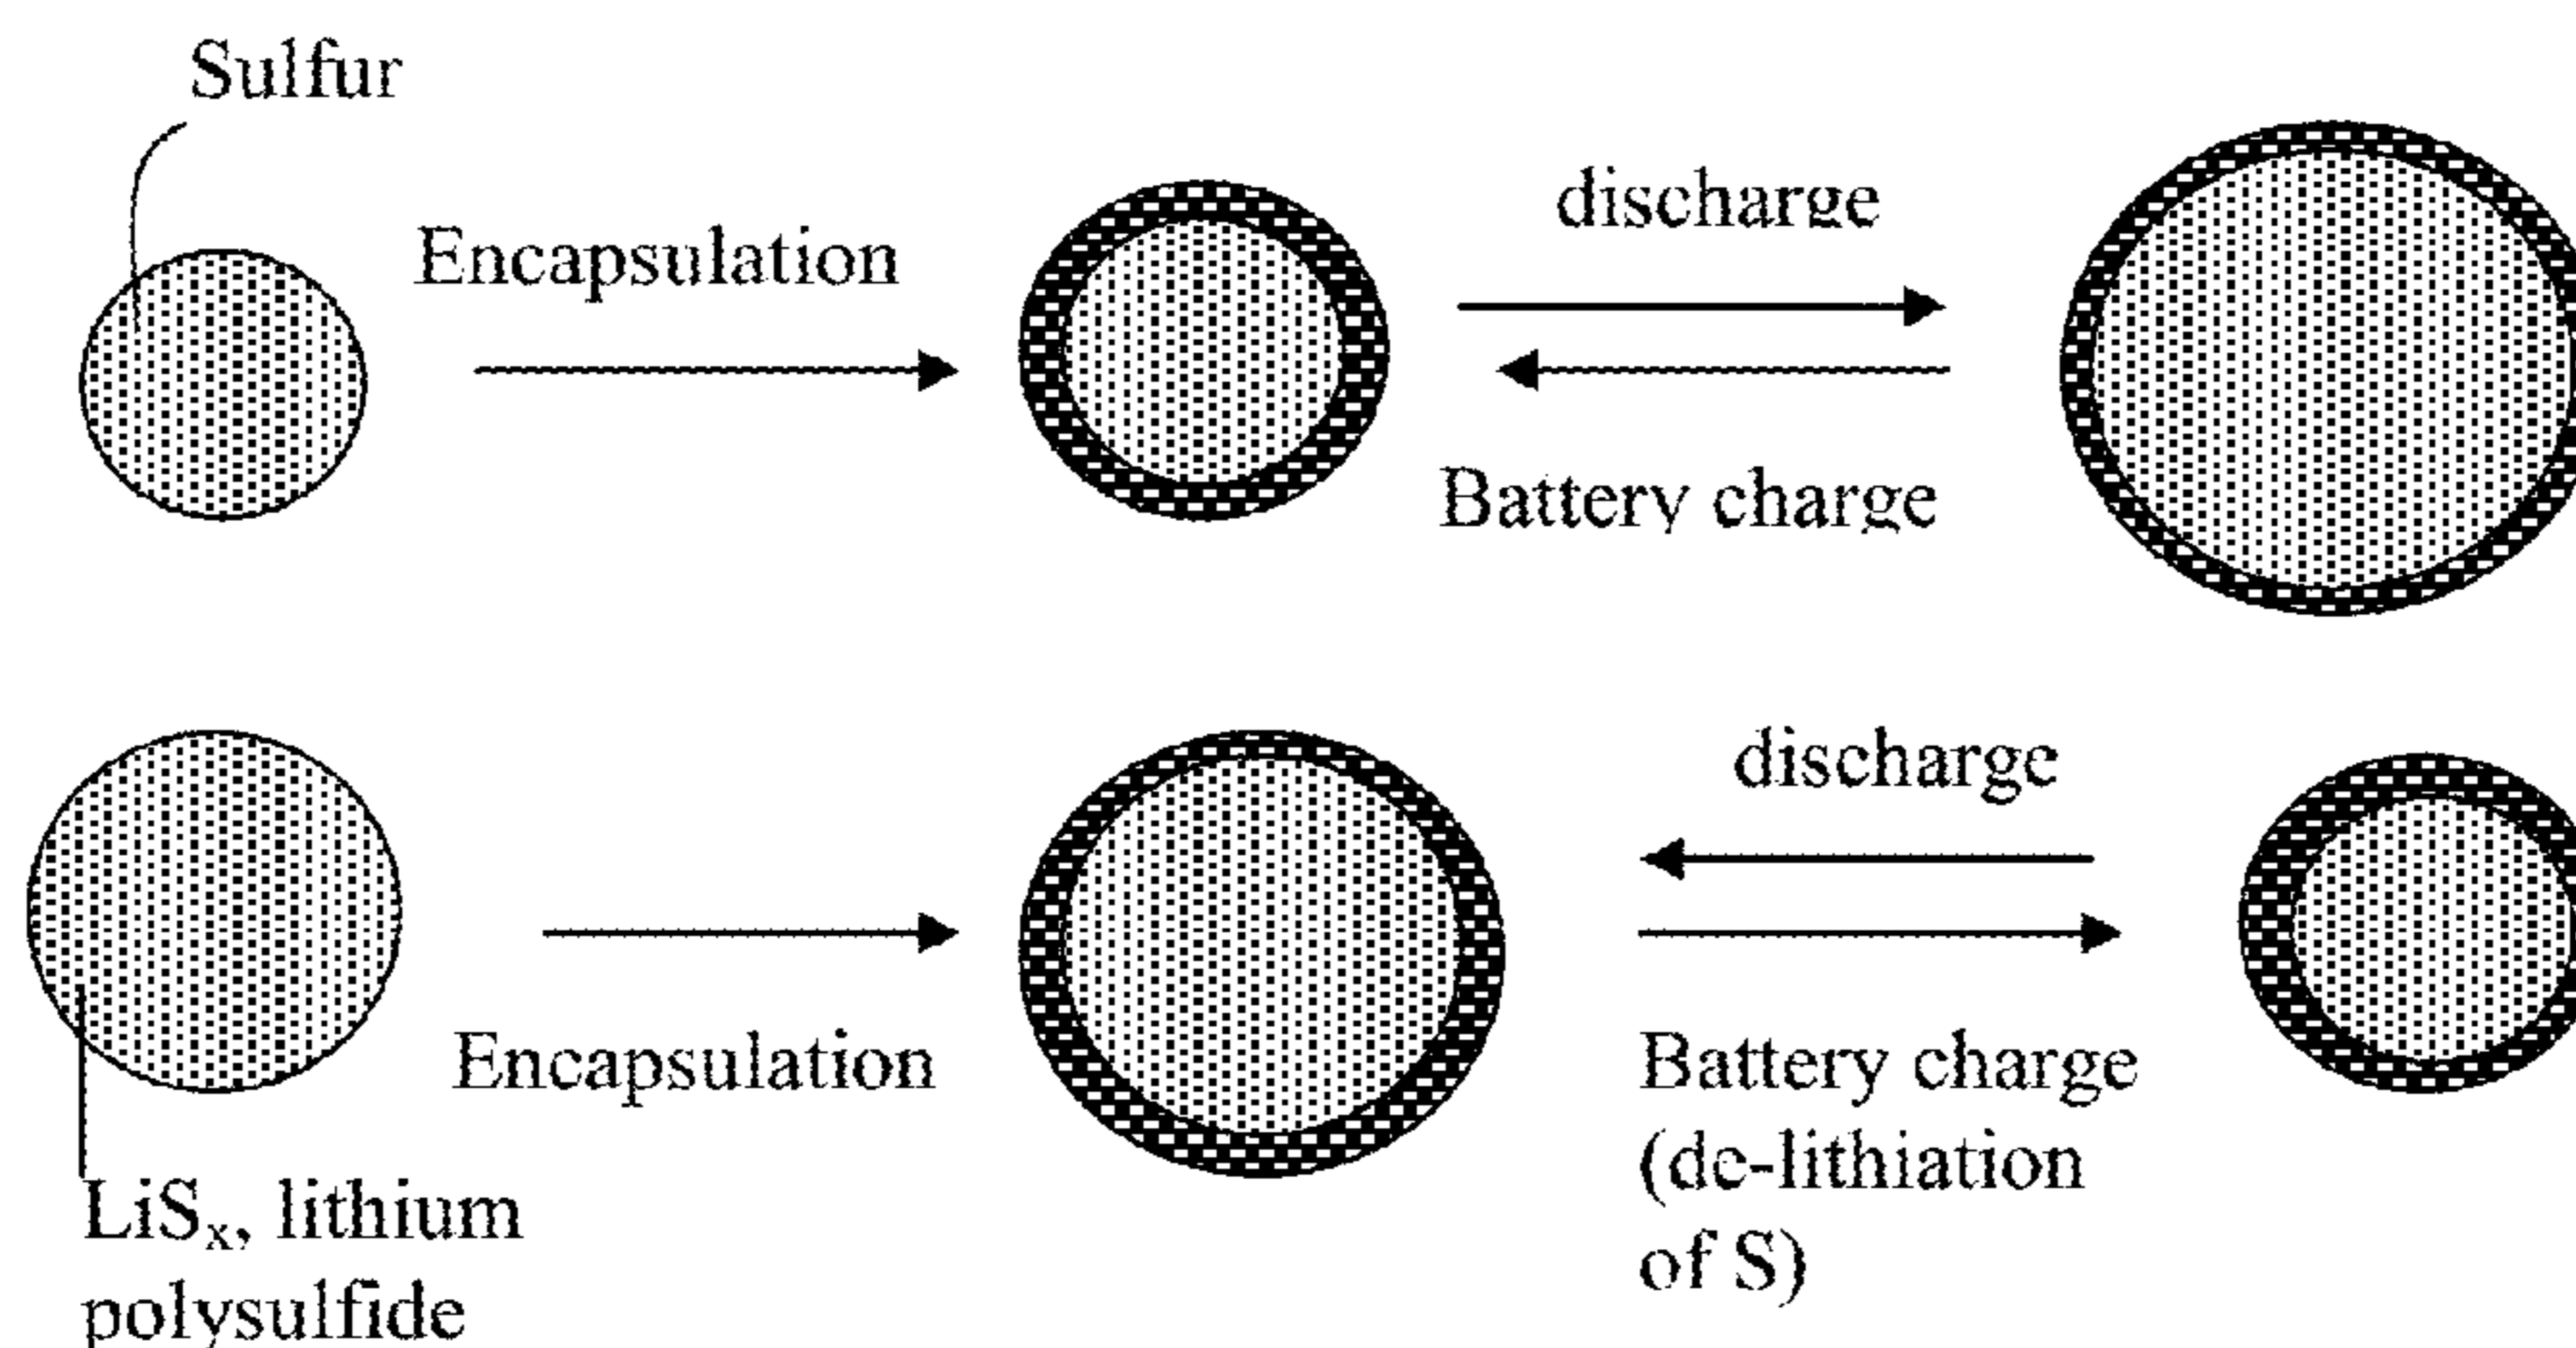 Sulfur
Encapsulation
discharge
Battery charge
discharge
Encapsulation
Battery charge
(de-lithiation
of S)
LiSₓ, lithium
polysulfide